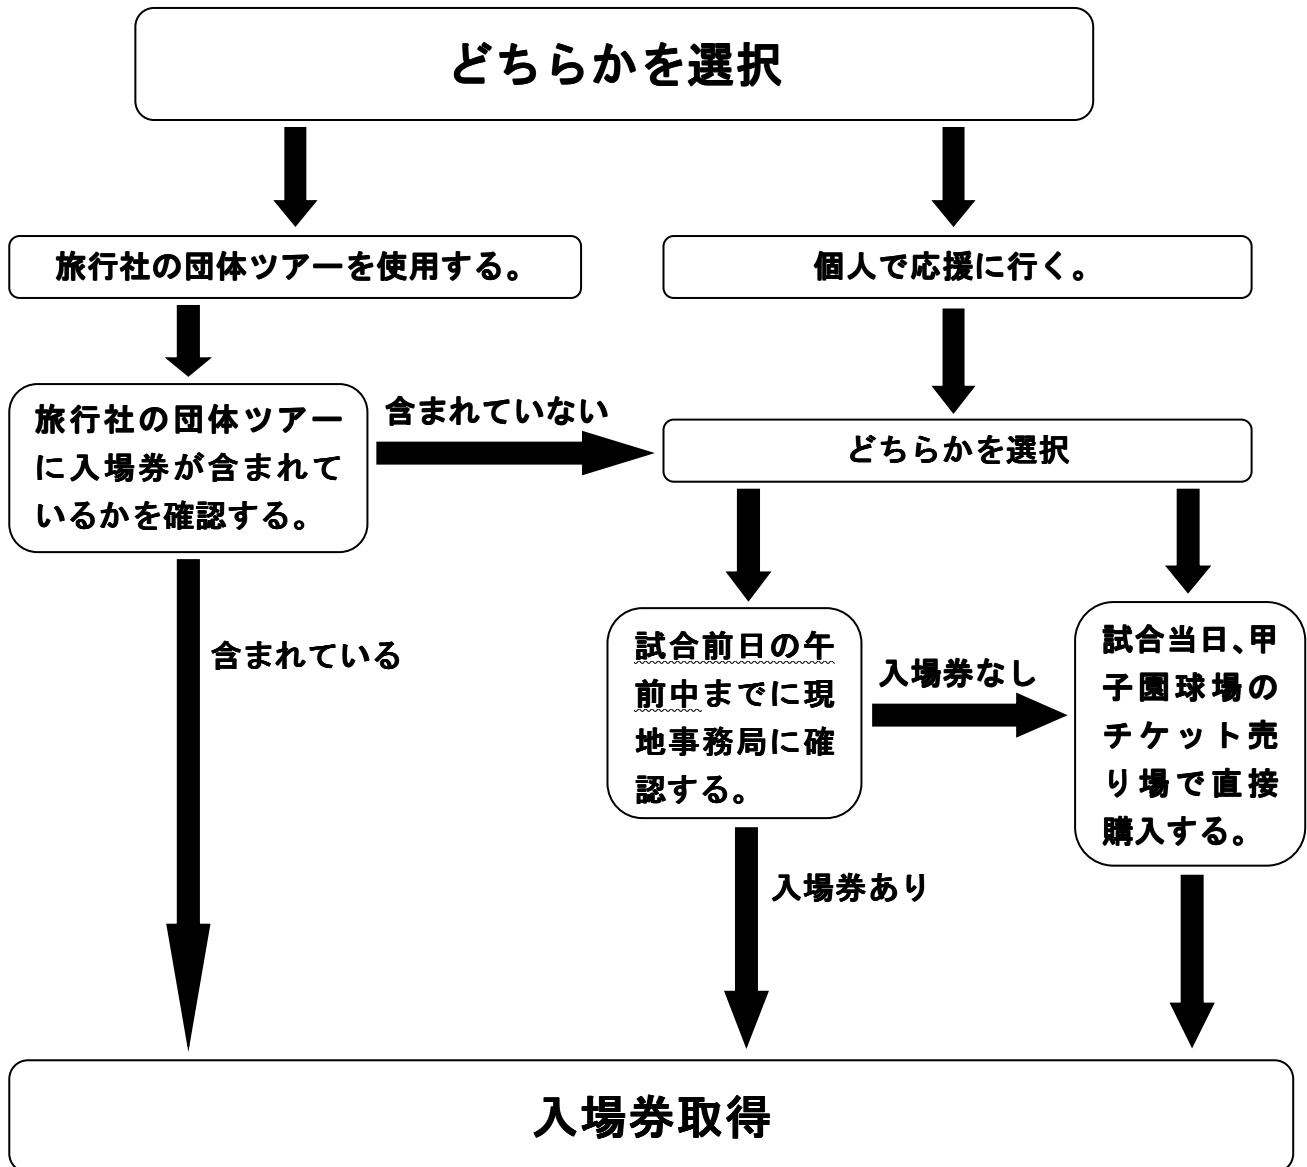 どちらかを選択
旅行社の団体ツアーを使用する。
個人で応援に行く。
旅行社の団体ツアー
に入場券が含まれて
いるかを確認する。
含まれていない
どちらかを選択
含まれている
試合前日の午
前中までに現
地事務局に確
認する。
入場券なし
試合当日、甲
子園球場の
チケット売
り場で直接
購入する。
入場券あり
入場券取得